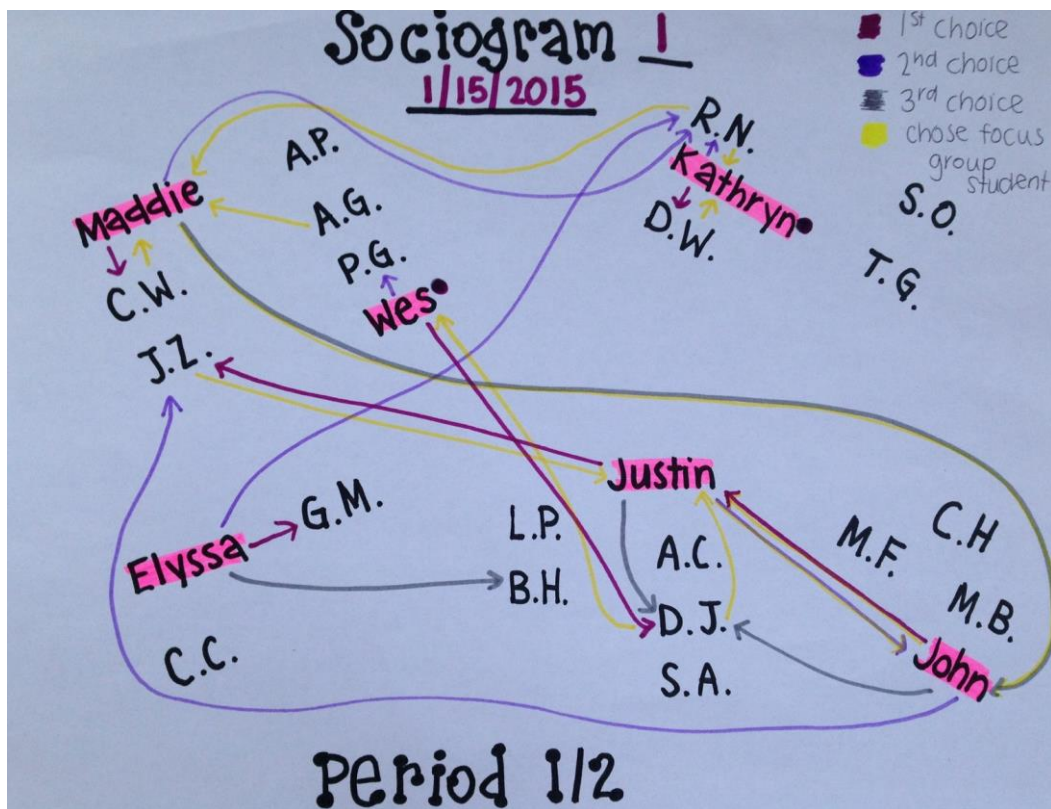 Sociogram 1
1/15/2015
1st choice
2nd choice
3rd choice
chose focus
group
student
R.N.
A.P.
Kathryn
Maddie
A.G.
D.W.
S.O.
P.G.
T.G.
C.W.
Wes
J.Z.
Justin
G.M.
L.P.
C.H
M.F.
A.C.
Elyssa
B.H.
M.B.
D.J.
John
C.C.
S.A.
Period 1/2